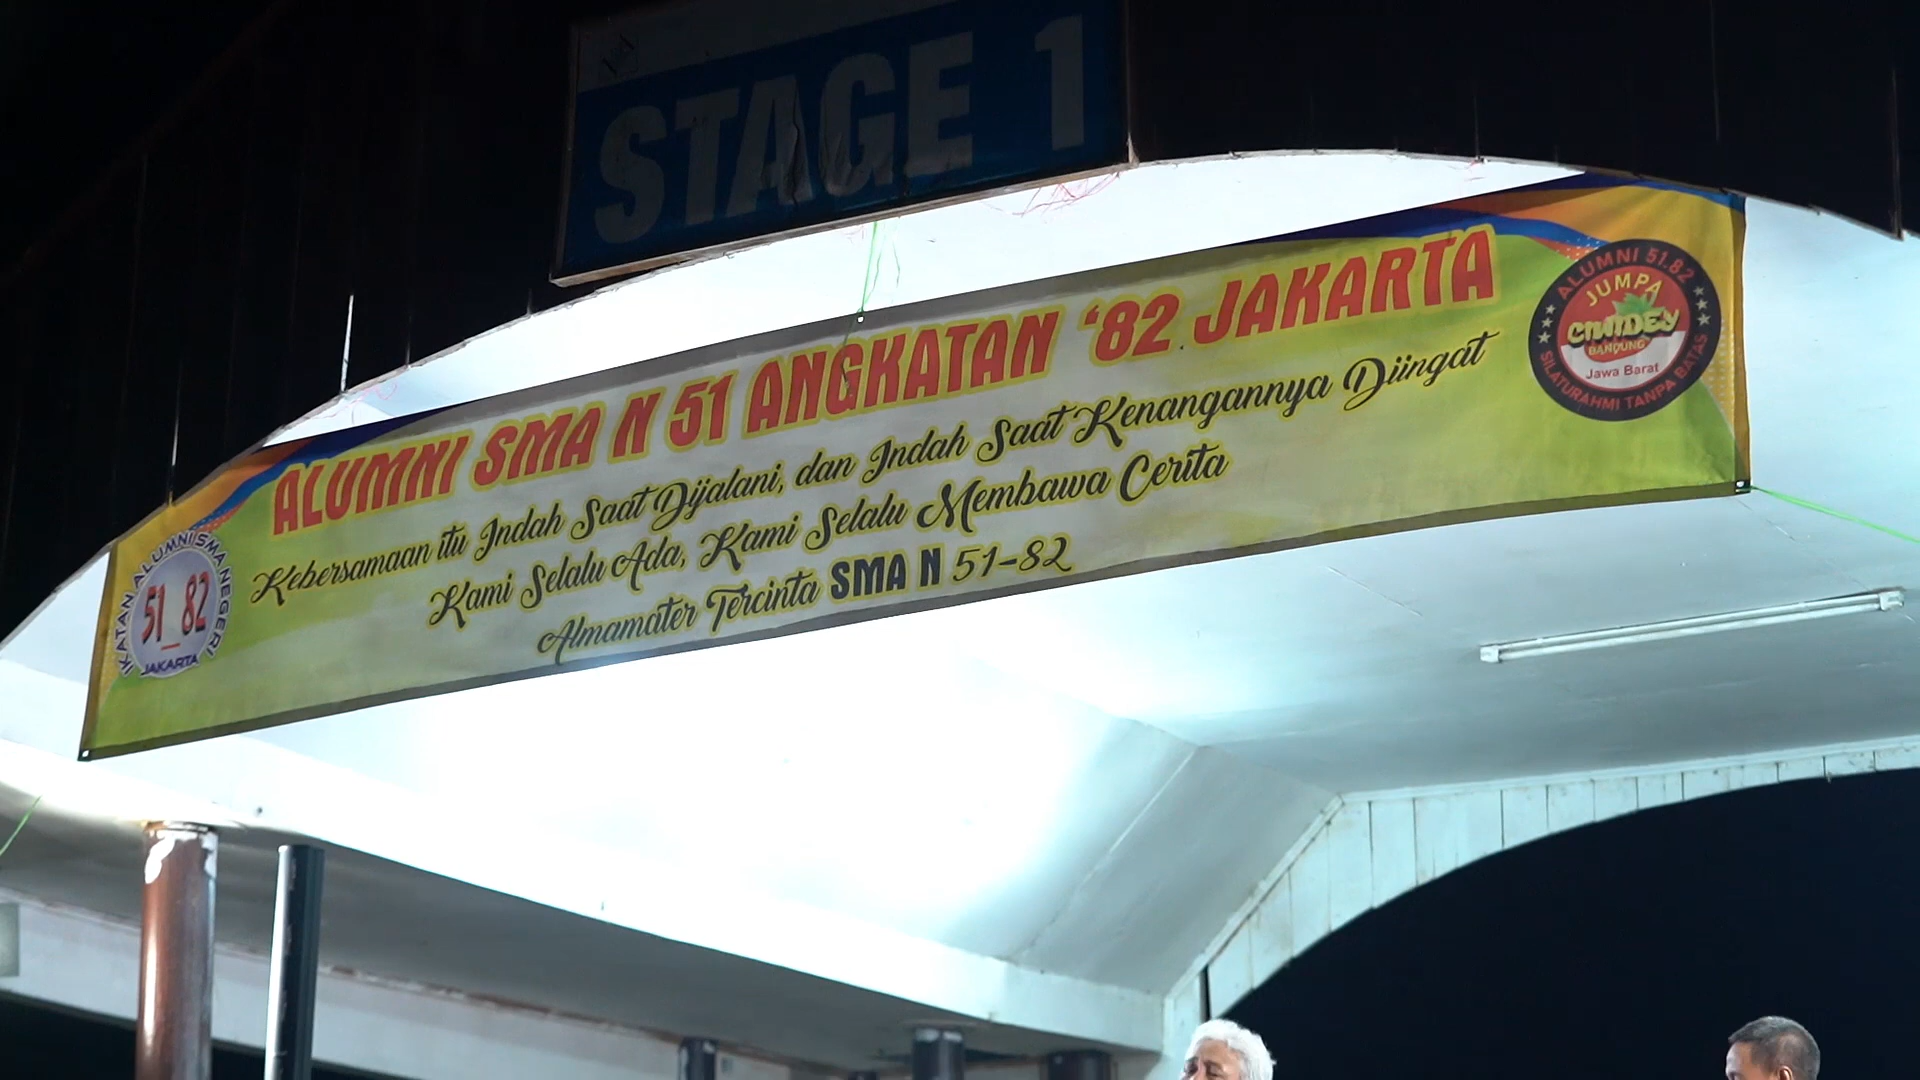 STAGE 1
ALUMNI SMA N 51 ANGKATAN '82 JAKARTA
Kebersamaan itu Indah Saat Dijalani, dan Indah Saat Kenangannya Diingat
Kami Selalu Ada, Kami Selalu Membawa Cerita
Almamater Tercinta SMA N 51-82
IKATAN ALUMNI SMA NEGERI
51_82
JAKARTA
ALUMNI 51.82
JUMPA
CIWIDEY
BANDUNG
Jawa Barat
SILATURAHMI TANPA BATAS